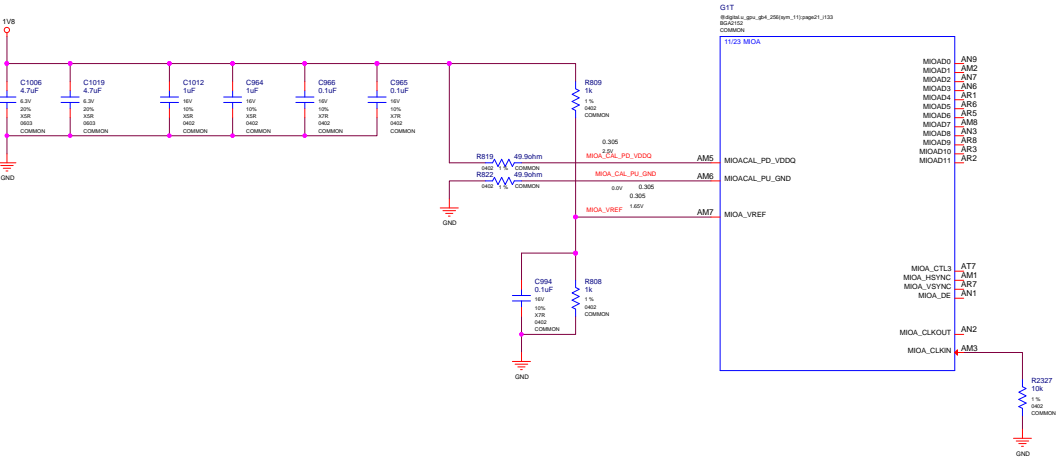 G1T
@digital.u_gpu_gb4_256(sym_11):page21_i133
BGA2152
COMMON
11/23 MIOA
1V8
C1006
4.7uF
6.3V
20%
X5R
0603
COMMON
C1019
4.7uF
6.3V
20%
X5R
0603
COMMON
C1012
1uF
16V
10%
X5R
0402
COMMON
C964
1uF
16V
10%
X5R
0402
COMMON
C966
0.1uF
16V
10%
X7R
0402
COMMON
C965
0.1uF
16V
10%
X7R
0402
COMMON
GND
R809
1k
1 %
0402
COMMON
R819 49.9ohm
0402 1 % COMMON
R822 49.9ohm
0402 1 % COMMON
GND
0.305
2.5V
MIOA_CAL_PD_VDDQ
MIOA_CAL_PU_GND
0.0V 0.305
0.305
1.65V
MIOA_VREF
AM5 MIOACAL_PD_VDDQ
AM6 MIOACAL_PU_GND
AM7 MIOA_VREF
C994
0.1uF
16V
10%
X7R
0402
COMMON
R808
1k
1 %
0402
COMMON
GND
MIOAD0 AN9
MIOAD1 AM2
MIOAD2 AN7
MIOAD3 AN6
MIOAD4 AR1
MIOAD5 AR6
MIOAD6 AR5
MIOAD7 AM8
MIOAD8 AN3
MIOAD9 AR8
MIOAD10 AR3
MIOAD11 AR2
MIOA_CTL3 AT7
MIOA_HSYNC AM1
MIOA_VSYNC AR7
MIOA_DE AN1
MIOA_CLKOUT AN2
MIOA_CLKIN AM3
R2327
10k
1 %
0402
COMMON
GND